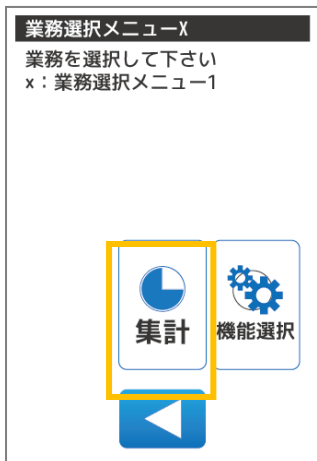 業務選択メニューX
業務を選択して下さい
x：業務選択メニュー1
集計
機能選択